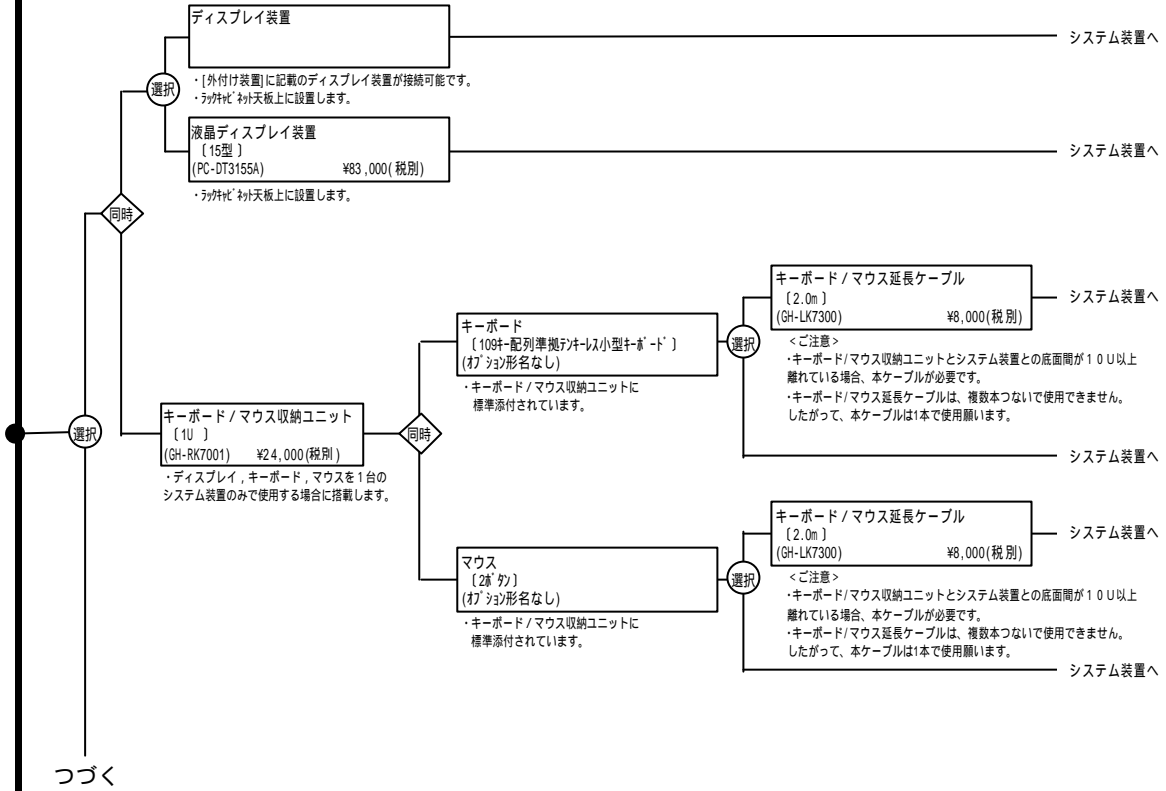 ディスプレイ装置
システム装置へ
・[外付け装置]に記載のディスプレイ装置が接続可能です。
・ﾗｯｸｷｬﾋﾞﾈｯﾄ天板上に設置します。
選択
液晶ディスプレイ装置
〔15型 〕
(PC-DT3155A) ¥83,000(税別)
システム装置へ
・ﾗｯｸｷｬﾋﾞﾈｯﾄ天板上に設置します。
同時
キーボード / マウス延長ケーブル
〔2.0m 〕
(GH-LK7300) ¥8,000(税別)
システム装置へ
キーボード
〔109ｷｰ配列準拠ﾃﾝｷｰﾚｽ小型ｷｰﾎﾞｰﾄﾞ 〕
(ｵﾌﾟｼｮﾝ形名なし)
選択
＜ご注意＞
・キーボード/マウス収納ユニットとシステム装置との底面間が１０Ｕ以上
離れている場合、本ケーブルが必要です。
・キーボード/マウス延長ケーブルは、複数本つないで使用できません。
したがって、本ケーブルは1本で使用願います。
・キーボード / マウス収納ユニットに
標準添付されています。
システム装置へ
選択
キーボード / マウス収納ユニット
〔1U 〕
(GH-RK7001) ¥24,000(税別)
同時
・ディスプレイ , キーボード , マウスを１台の
システム装置のみで使用する場合に搭載します。
キーボード / マウス延長ケーブル
〔2.0m 〕
(GH-LK7300) ¥8,000(税別)
システム装置へ
マウス
〔2ﾎﾞﾀﾝ 〕
(ｵﾌﾟｼｮﾝ形名なし)
選択
＜ご注意＞
・キーボード/マウス収納ユニットとシステム装置との底面間が１０Ｕ以上
離れている場合、本ケーブルが必要です。
・キーボード/マウス延長ケーブルは、複数本つないで使用できません。
したがって、本ケーブルは1本で使用願います。
・キーボード / マウス収納ユニットに
標準添付されています。
システム装置へ
つづく